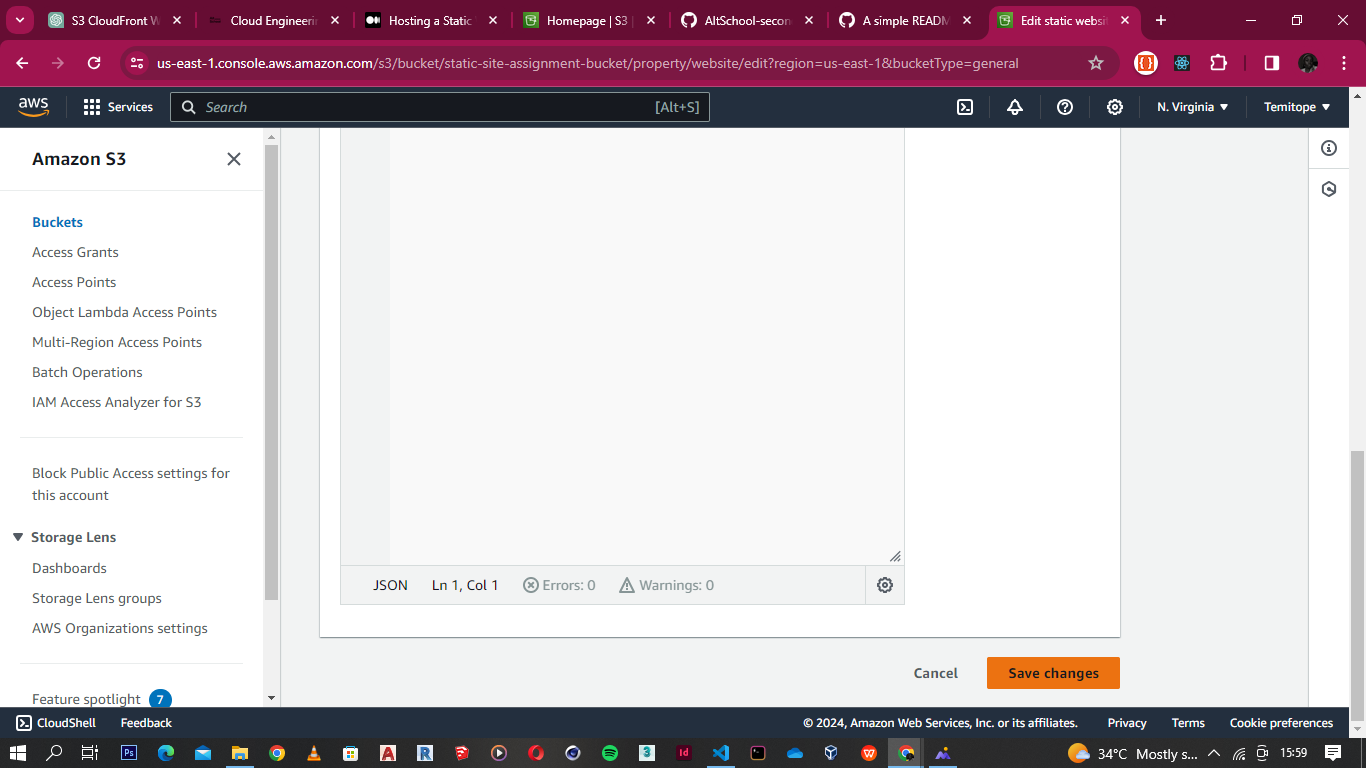 S3 CloudFront W
Cloud Engineerin
Hosting a Static
Homepage | S3 |
AltSchool-secon
A simple READM
Edit static websit
us-east-1.console.aws.amazon.com/s3/bucket/static-site-assignment-bucket/property/website/edit?region=us-east-1&bucketType=general
aws
Services
Search
[Alt+S]
N. Virginia
Temitope
Amazon S3
Buckets
Access Grants
Access Points
Object Lambda Access Points
Multi-Region Access Points
Batch Operations
IAM Access Analyzer for S3
Block Public Access settings for
this account
Storage Lens
Dashboards
Storage Lens groups
AWS Organizations settings
Feature spotlight 7
JSON Ln 1, Col 1 Errors: 0 Warnings: 0
Cancel Save changes
CloudShell Feedback © 2024, Amazon Web Services, Inc. or its affiliates. Privacy Terms Cookie preferences
34°C Mostly s... 15:59